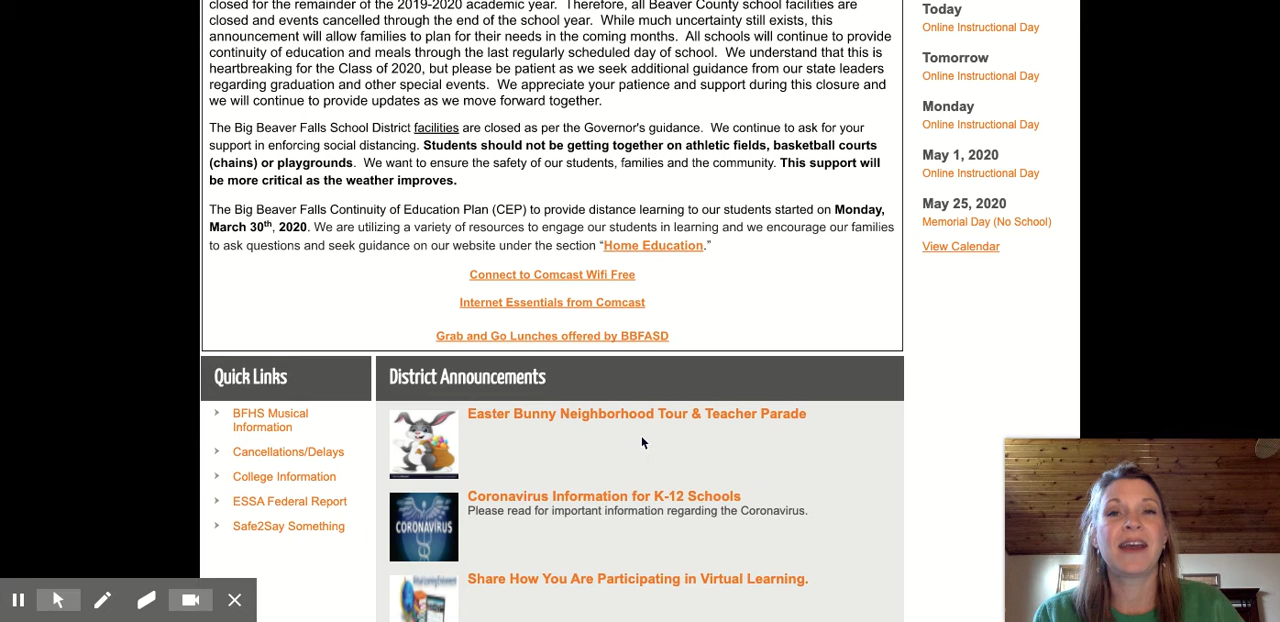 closed for the remainder of the 2019-2020 academic year.  Therefore, all Beaver County school facilities are
closed and events cancelled through the end of the school year.  While much uncertainty still exists, this
announcement will allow families to plan for their needs in the coming months.  All schools will continue to provide
continuity of education and meals through the last regularly scheduled day of school.  We understand that this is
heartbreaking for the Class of 2020, but please be patient as we seek additional guidance from our state leaders
regarding graduation and other special events.  We appreciate your patience and support during this closure and
we will continue to provide updates as we move forward together.
The Big Beaver Falls School District facilities are closed as per the Governor's guidance.  We continue to ask for your
support in enforcing social distancing. Students should not be getting together on athletic fields, basketball courts
(chains) or playgrounds.  We want to ensure the safety of our students, families and the community. This support will
be more critical as the weather improves.
The Big Beaver Falls Continuity of Education Plan (CEP) to provide distance learning to our students started on Monday,
March 30th, 2020. We are utilizing a variety of resources to engage our students in learning and we encourage our families
to ask questions and seek guidance on our website under the section “Home Education.”
Connect to Comcast Wifi Free
Internet Essentials from Comcast
Grab and Go Lunches offered by BBFASD
Today
Online Instructional Day
Tomorrow
Online Instructional Day
Monday
Online Instructional Day
May 1, 2020
Online Instructional Day
May 25, 2020
Memorial Day (No School)
View Calendar
Quick Links
BFHS Musical
Information
Cancellations/Delays
College Information
ESSA Federal Report
Safe2Say Something
District Announcements
Easter Bunny Neighborhood Tour & Teacher Parade
Coronavirus Information for K-12 Schools
Please read for important information regarding the Coronavirus.
CORONAVIRUS
Share How You Are Participating in Virtual Learning.